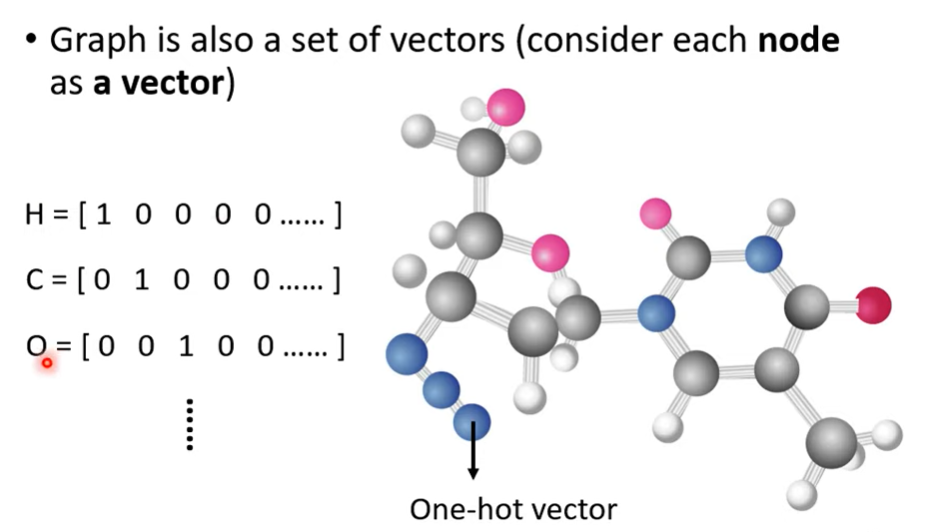 • Graph is also a set of vectors (consider each node
as a vector)
H = [ 1 0 0 0 0 ...... ]
C = [ 0 1 0 0 0 ...... ]
O = [ 0 0 1 0 0 ...... ]
......
One-hot vector